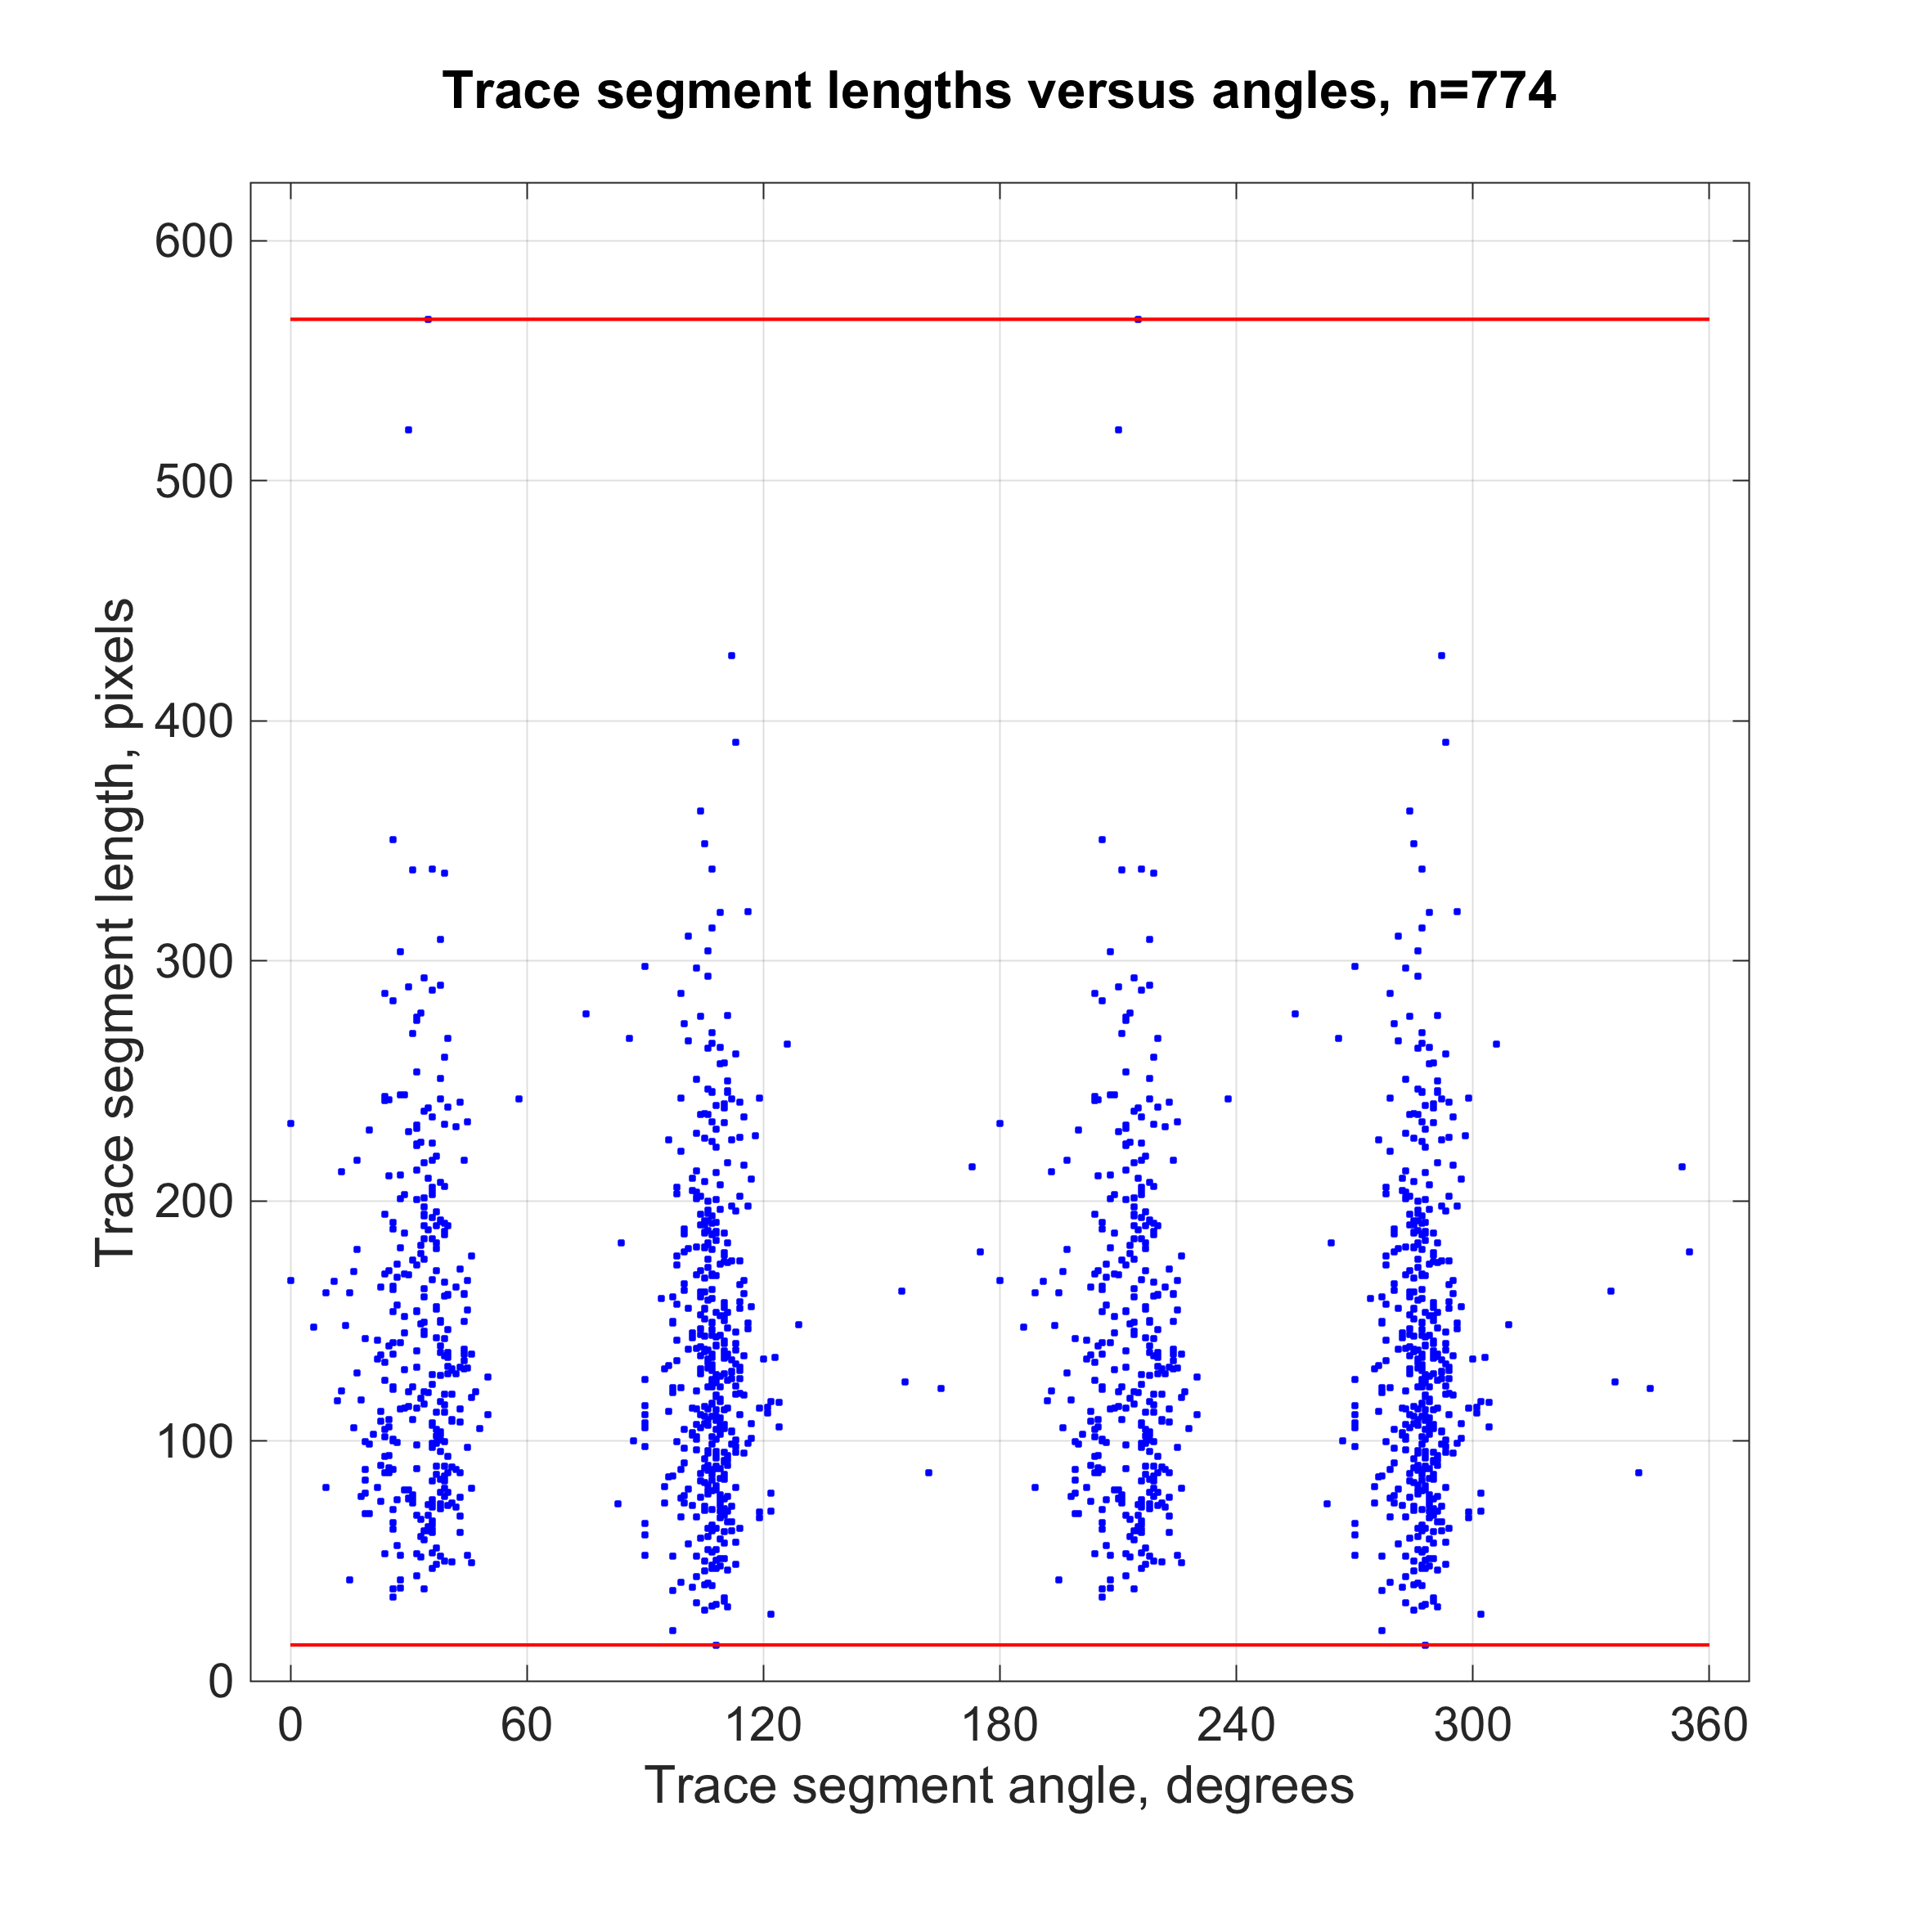 Trace segment lengths versus angles, n=774
600
500
400
300
200
100
0
Trace segment length, pixels
0 60 120 180 240 300 360
Trace segment angle, degrees